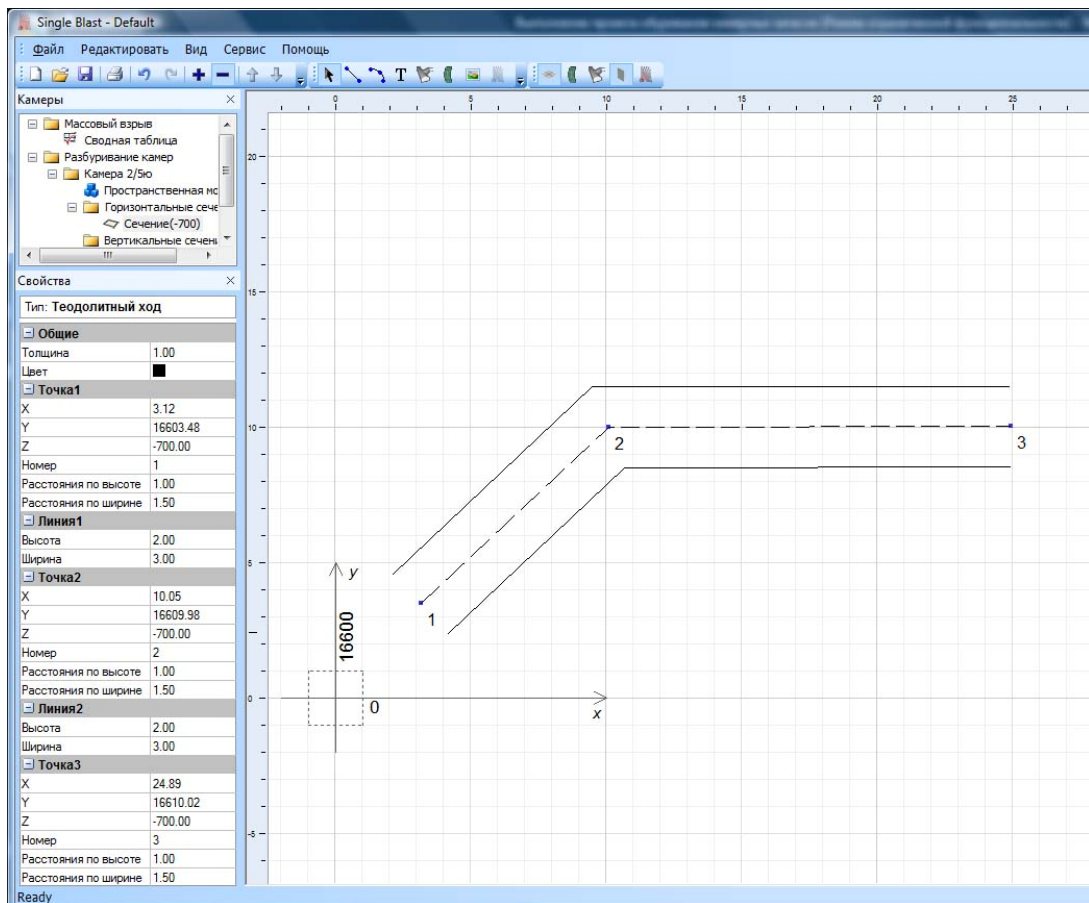 Single Blast - Default
Файл Редактировать Вид Сервис Помощь
T
Камеры
Массовый взрыв
Сводная таблица
Разбуривание камер
Камера 2/5ю
Пространственная мс
Горизонтальные сече
Сечение(-700)
Вертикальные сечени
Свойства
Тип: Теодолитный ход
Общие
Толщина 1.00
Цвет
Точка1
X 3.12
Y 16603.48
Z -700.00
Номер 1
Расстояния по высоте 1.00
Расстояния по ширине 1.50
Линия1
Высота 2.00
Ширина 3.00
Точка2
X 10.05
Y 16609.98
Z -700.00
Номер 2
Расстояния по высоте 1.00
Расстояния по ширине 1.50
Линия2
Высота 2.00
Ширина 3.00
Точка3
X 24.89
Y 16610.02
Z -700.00
Номер 3
Расстояния по высоте 1.00
Расстояния по ширине 1.50
Ready
0 5 10 15 20 25
20
15
10
5
0
-5
2
3
1
y
16600
0
x